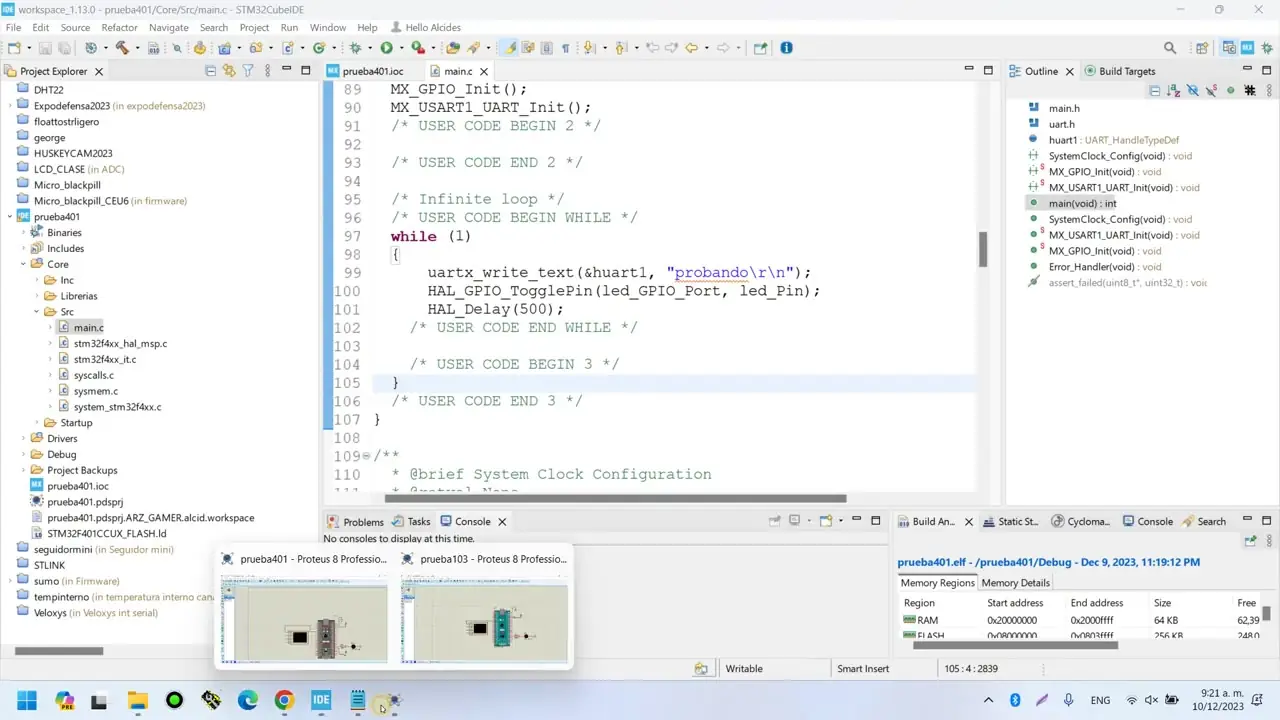 workspace_1.13.0 - prueba401/Core/Src/main.c - STM32CubeIDE
File Edit Source Refactor Navigate Search Project Run Window Help Hello Alcides
Project Explorer
DHT22
Expodefensa2023 (in expodefensa2023)
floattostrligero
george
HUSKEYCAM2023
LCD_CLASE (in ADC)
Micro_blackpill
Micro_blackpill_CEU6 (in firmware)
prueba401
Binaries
Includes
Core
Inc
Librerias
Src
main.c
stm32f4xx_hal_msp.c
stm32f4xx_it.c
syscalls.c
sysmem.c
system_stm32f4xx.c
Startup
Drivers
Debug
Project Backups
prueba401.ioc
prueba401.pdsprj
prueba401.pdsprj.ARZ_GAMER.alcid.workspace
STM32F401CCUX_FLASH.ld
seguidormini (in Seguidor mini)
STLINK
sumo (in Firmware)
tempinterno (in temperatura interno can
Veloxys (in Veloxys int serial)
prueba401.ioc main.c
89 MX_GPIO_Init();
90 MX_USART1_UART_Init();
91 /* USER CODE BEGIN 2 */
92
93 /* USER CODE END 2 */
94
95 /* Infinite loop */
96 /* USER CODE BEGIN WHILE */
97 while (1)
98 {
99 uartx_write_text(&huart1, "probando\r\n");
100 HAL_GPIO_TogglePin(led_GPIO_Port, led_Pin);
101 HAL_Delay(500);
102 /* USER CODE END WHILE */
103
104 /* USER CODE BEGIN 3 */
105 }
106 /* USER CODE END 3 */
107 }
108
109 /**
110 * @brief System Clock Configuration
Outline Build Targets
main.h
uart.h
huart1 : UART_HandleTypeDef
SystemClock_Config(void) : void
MX_GPIO_Init(void) : void
MX_USART1_UART_Init(void) : void
main(void) : int
SystemClock_Config(void) : void
MX_USART1_UART_Init(void) : void
MX_GPIO_Init(void) : void
Error_Handler(void) : void
assert_failed(uint8_t*, uint32_t) : void
Problems Tasks Console
No consoles to display at this time.
Build An... Static St... Cycloma... Console Search
prueba401.elf - /prueba401/Debug - Dec 9, 2023, 11:19:12 PM
Memory Regions Memory Details
Region Start address End address Size Free
RAM 0x20000000 0x2000ffff 64 KB 62,39
FLASH 0x08000000 0x0803ffff 256 KB 248,0
prueba401 - Proteus 8 Professio... prueba103 - Proteus 8 Professio...
Writable Smart Insert 105 : 4 : 2839
IDE
ENG
9:21 a. m.
10/12/2023